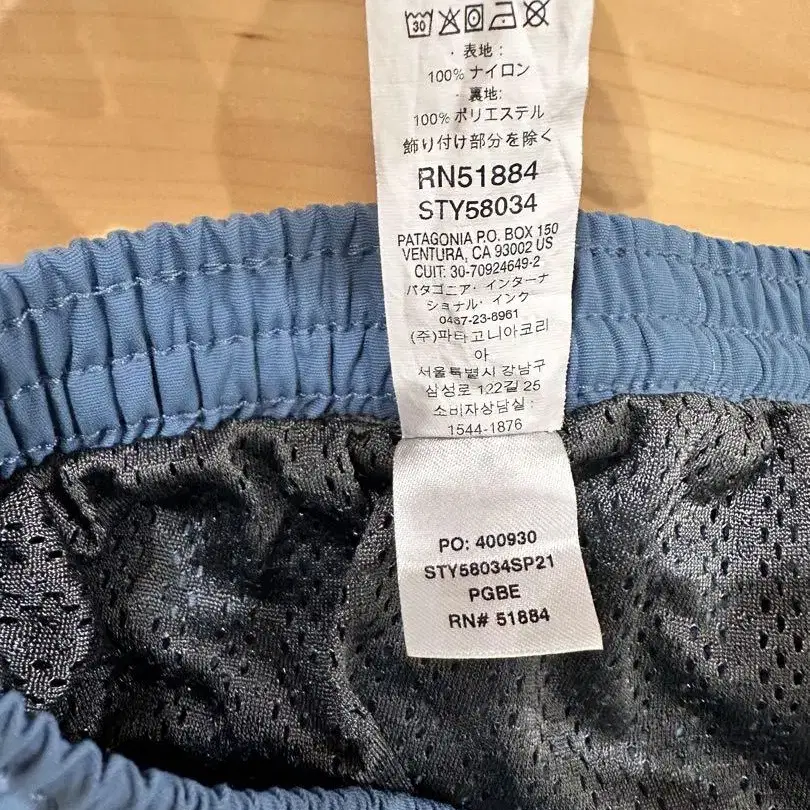 30
・表地:
100% ナイロン
・裏地:
100% ポリエステル
飾り付け部分を除く
RN51884
STY58034
PATAGONIA P.O. BOX 150
VENTURA, CA 93002 US
CUIT: 30-70924649-2
パタゴニア・インターナ
ショナル・インク
0467-23-8961
(주)파타고니아코리
아
서울특별시 강남구
삼성로 122길 25
소비자상담실 :
1544-1876
PO: 400930
STY58034SP21
PGBE
RN# 51884